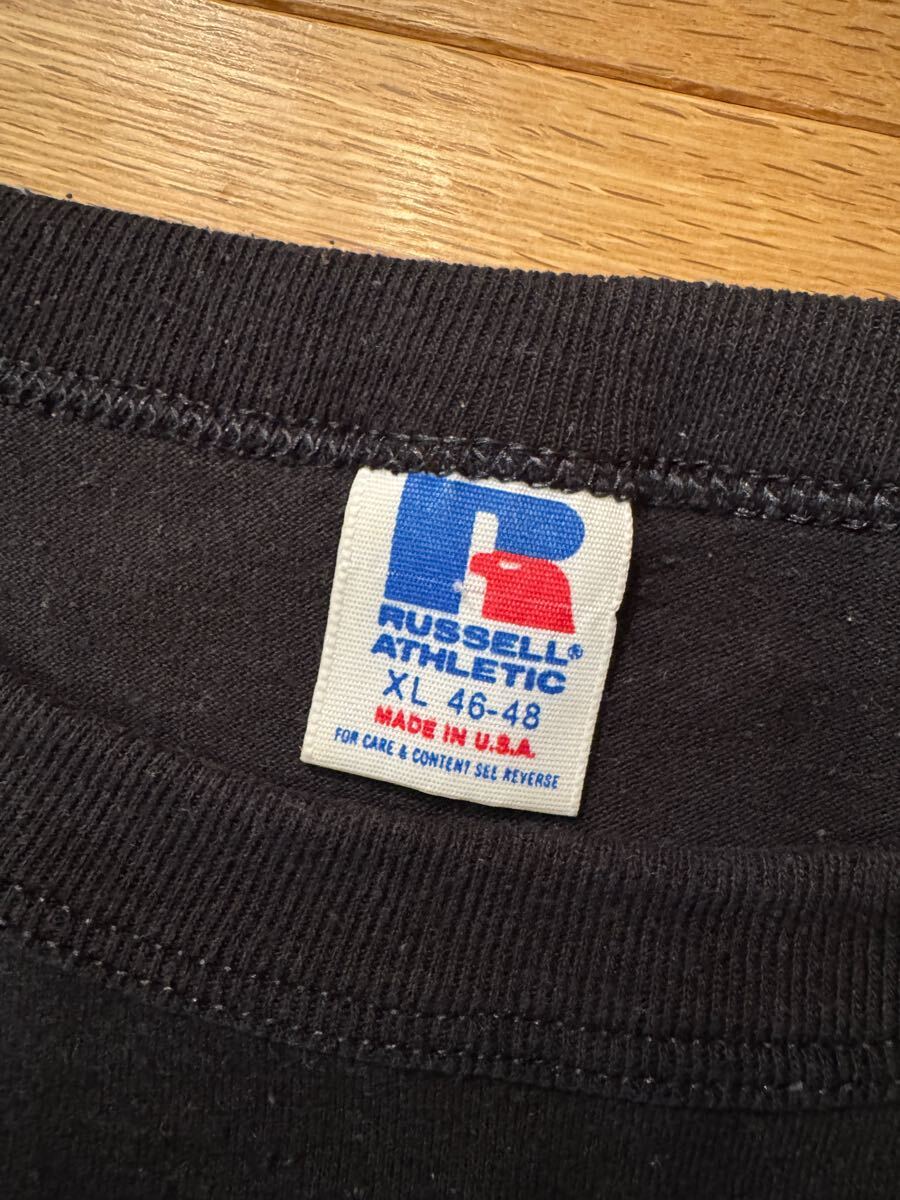 R
RUSSELL®
ATHLETIC
XL 46-48
MADE IN U.S.A.
FOR CARE & CONTENT SEE REVERSE